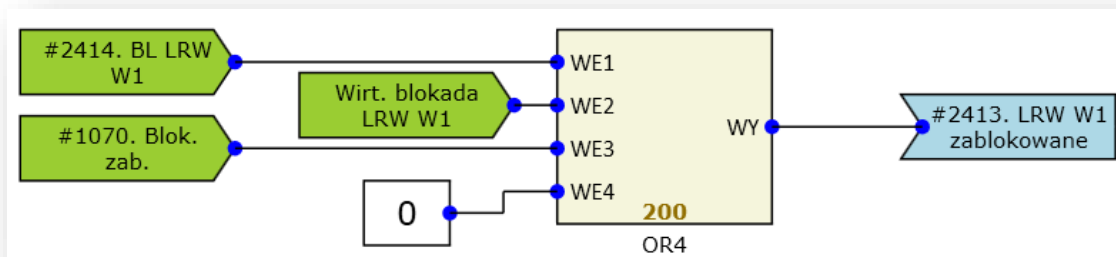 #2414. BL LRW
W1
WE1
Wirt. blokada
LRW W1
WE2
#1070. Blok.
zab.
WE3
0
WE4
WY
200
OR4
#2413. LRW W1
zablokowane